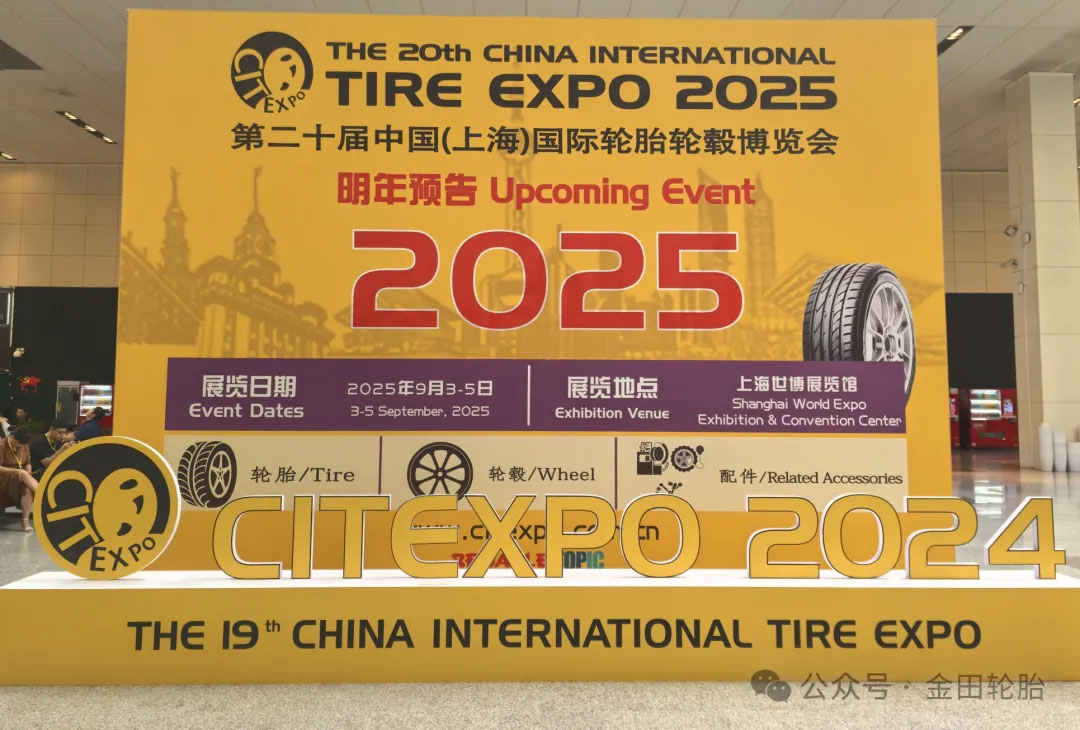 CIT EXPO
THE 20th CHINA INTERNATIONAL
TIRE EXPO 2025
第二十届中国(上海)国际轮胎轮毂博览会
明年预告 Upcoming Event
2025
展览日期
Event Dates
2025年9月3-5日
3-5 September, 2025
展览地点
Exhibition Venue
上海世博展览馆
Shanghai World Expo
Exhibition & Convention Center
轮胎/Tire
轮毂/Wheel
配件/Related Accessories
CIT EXPO
CITEXPO 2024
THE 19th CHINA INTERNATIONAL TIRE EXPO
公众号·金田轮胎